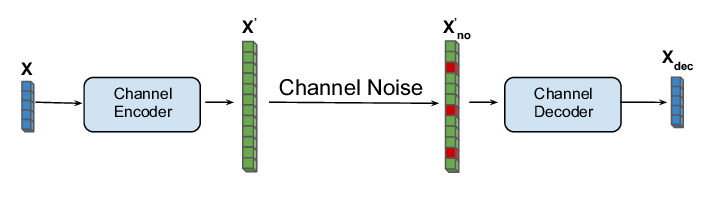 X
Channel
Encoder
X'
Channel Noise
X'no
Channel
Decoder
Xdec